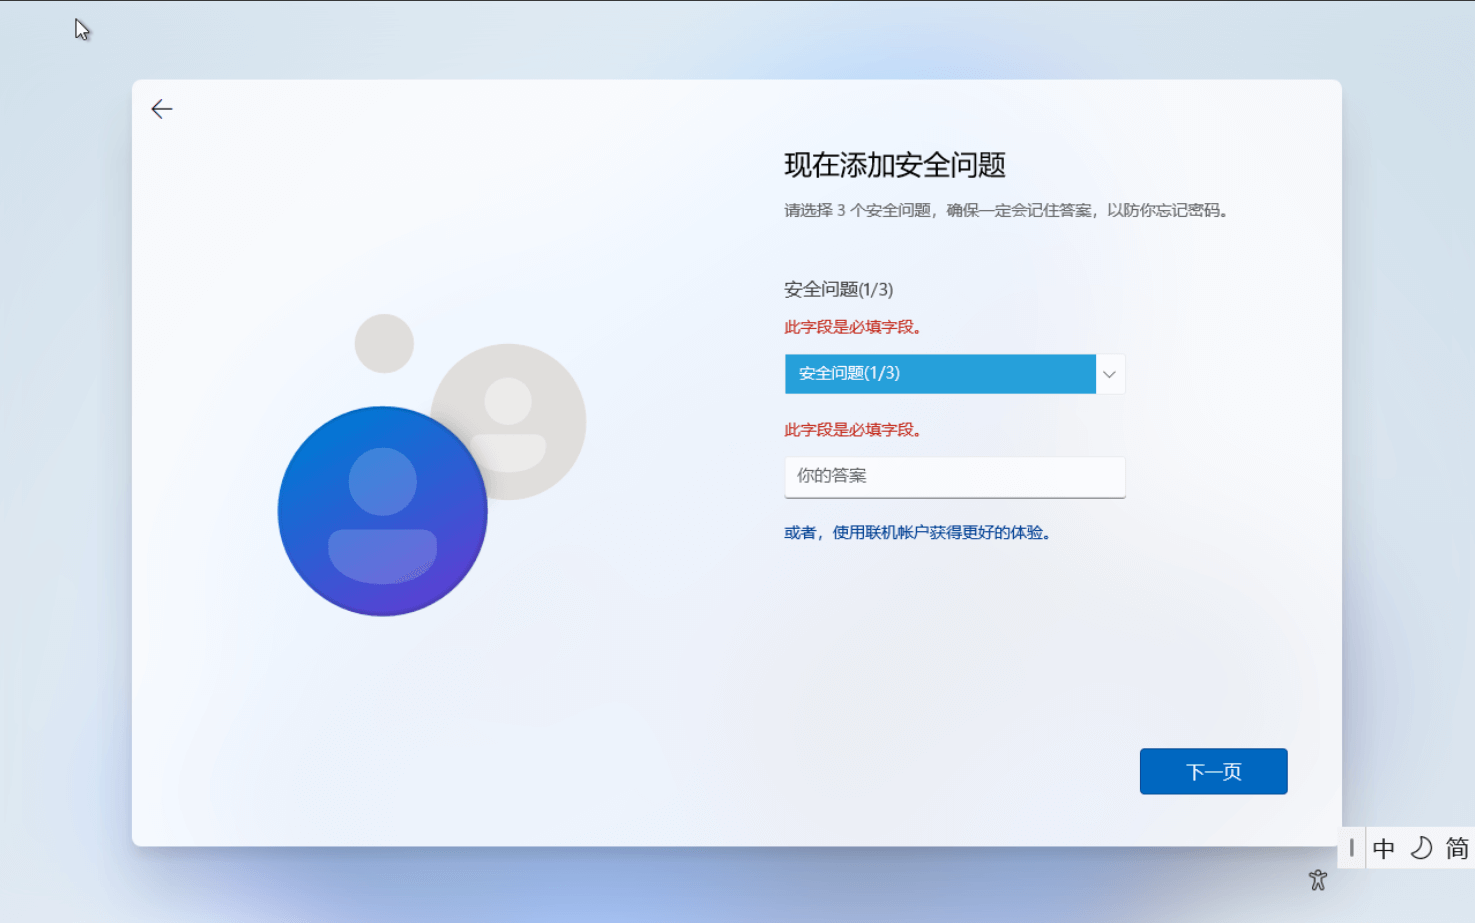 现在添加安全问题
请选择 3 个安全问题，确保一定会记住答案，以防你忘记密码。
安全问题(1/3)
此字段是必填字段。
安全问题(1/3)
此字段是必填字段。
你的答案
或者，使用联机帐户获得更好的体验。
下一页
中 简